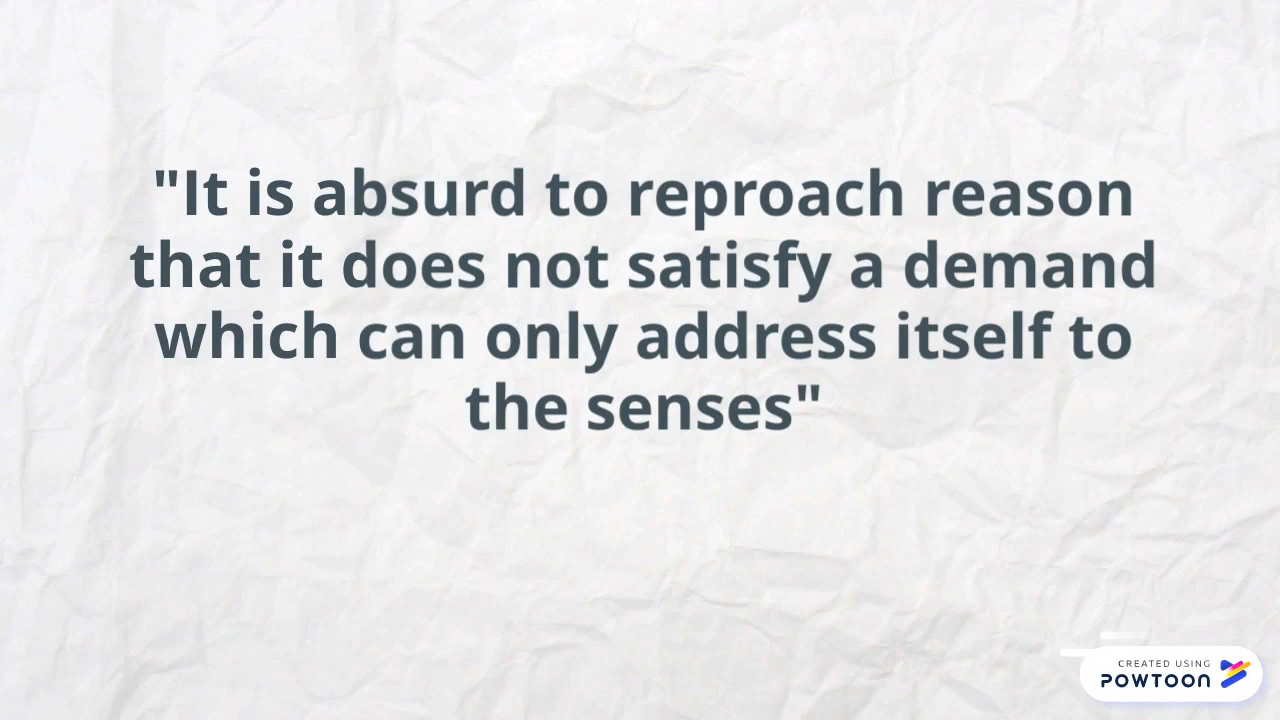 "It is absurd to reproach reason
that it does not satisfy a demand
which can only address itself to
the senses"
CREATED USING
POWTOON